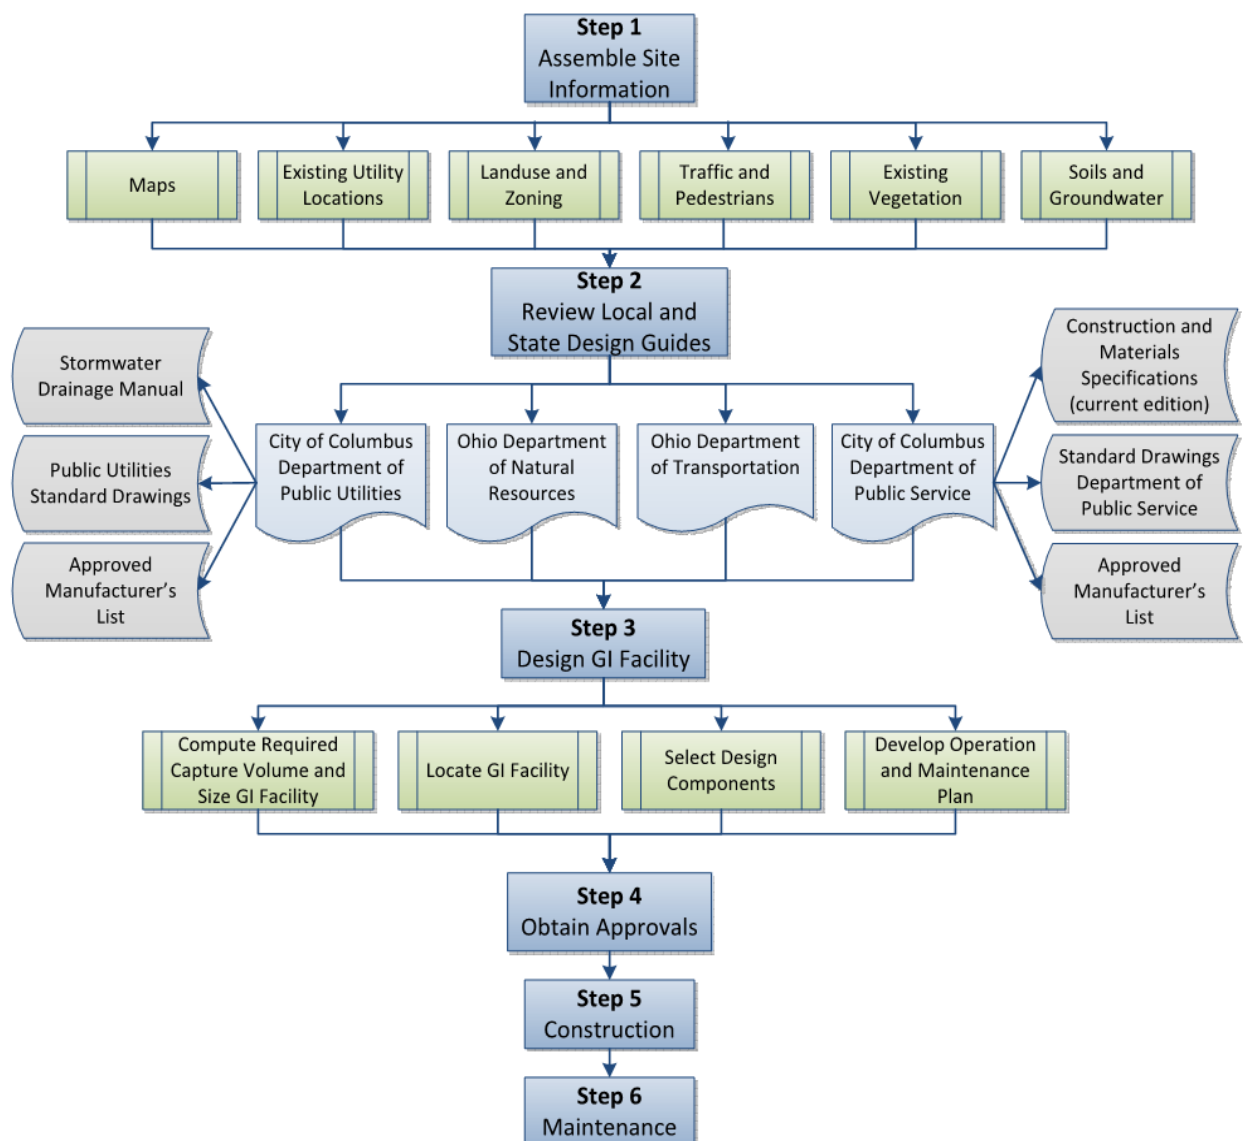 Step 1
Assemble Site
Information
Maps
Existing Utility
Locations
Landuse and
Zoning
Traffic and
Pedestrians
Existing
Vegetation
Soils and
Groundwater
Step 2
Review Local and
State Design Guides
Stormwater
Drainage Manual
Public Utilities
Standard Drawings
Approved
Manufacturer's
List
City of Columbus
Department of
Public Utilities
Ohio Department
of Natural
Resources
Ohio Department
of Transportation
City of Columbus
Department of
Public Service
Construction and
Materials
Specifications
(current edition)
Standard Drawings
Department of
Public Service
Approved
Manufacturer's
List
Step 3
Design GI Facility
Compute Required
Capture Volume and
Size GI Facility
Locate GI Facility
Select Design
Components
Develop Operation
and Maintenance
Plan
Step 4
Obtain Approvals
Step 5
Construction
Step 6
Maintenance